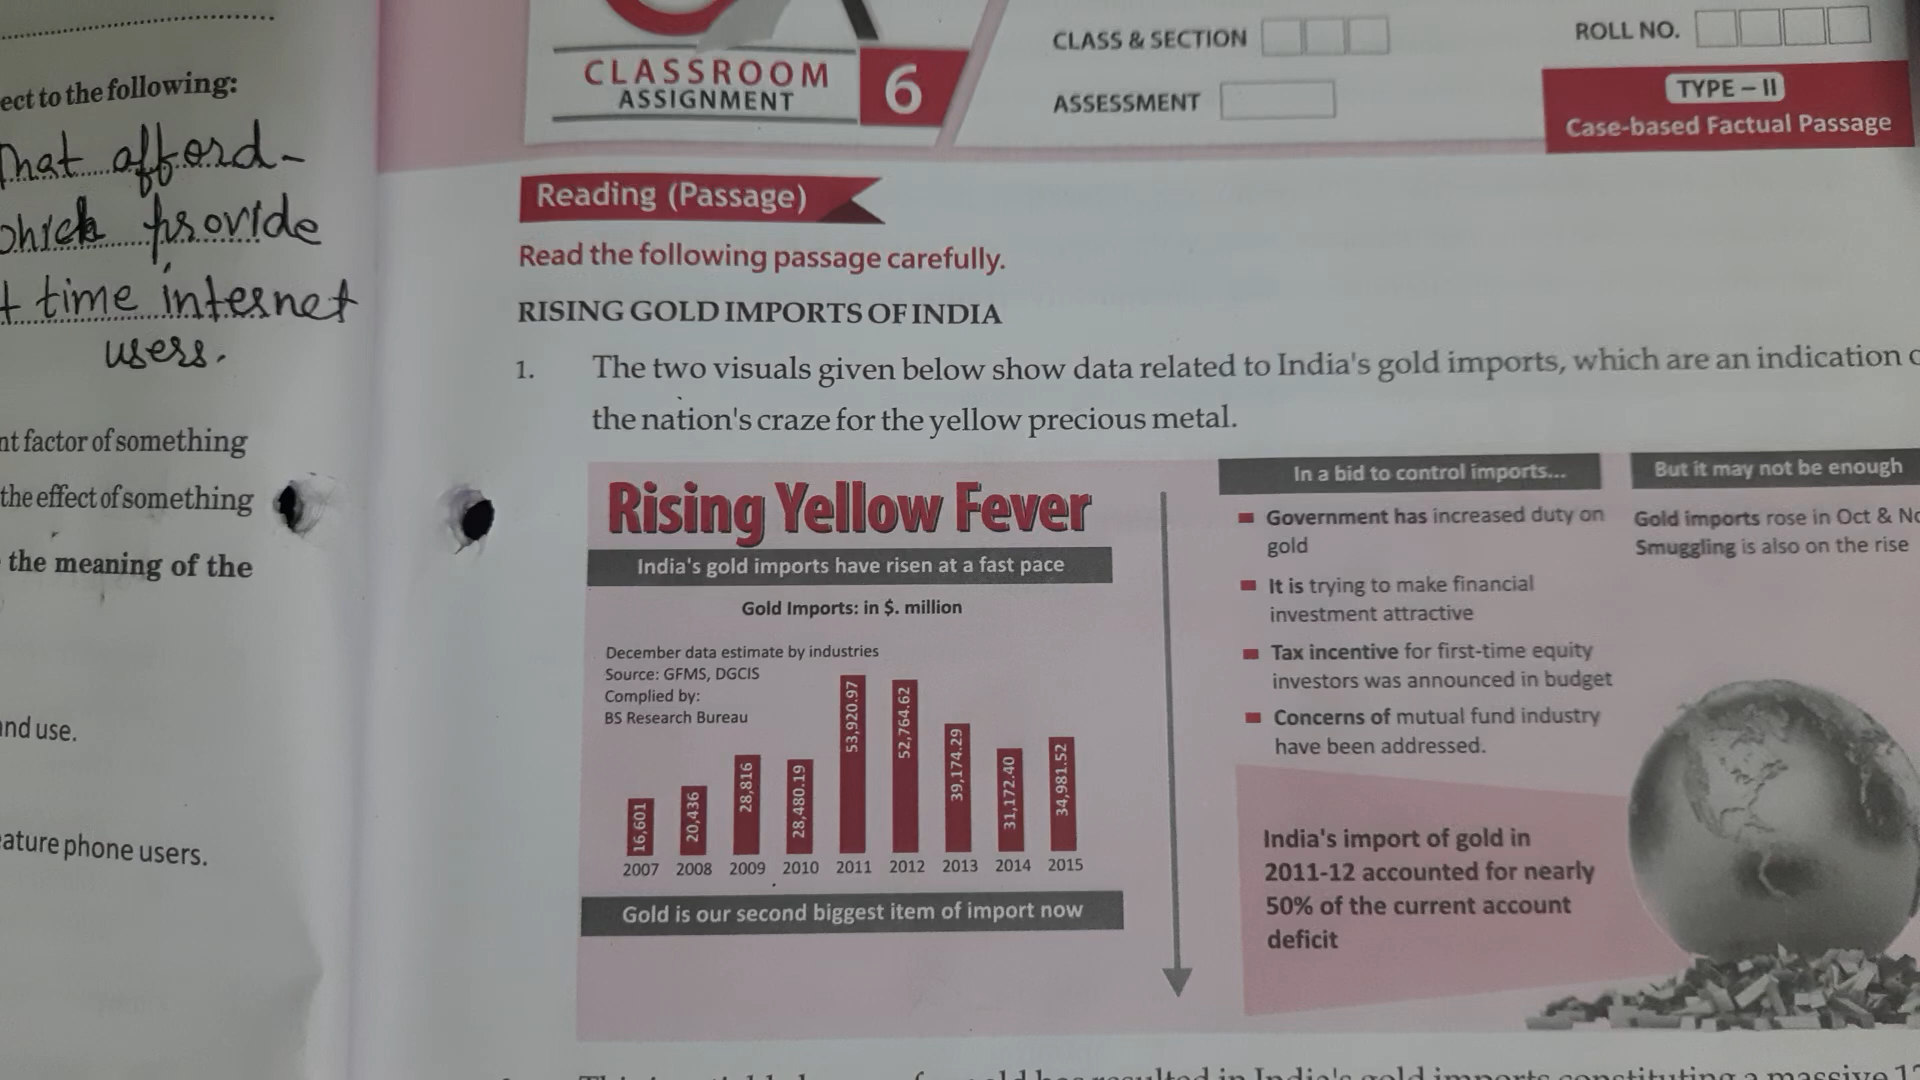 ect to the following:
that afford-
which provide
t time internet
users.
nt factor of something
the effect of something
the meaning of the
and use.
eature phone users.
CLASSROOM
ASSIGNMENT
6
CLASS & SECTION
ROLL NO.
ASSESSMENT
TYPE – II
Case-based Factual Passage
Reading (Passage)
Read the following passage carefully.
RISING GOLD IMPORTS OF INDIA
1. The two visuals given below show data related to India's gold imports, which are an indication
the nation's craze for the yellow precious metal.
Rising Yellow Fever
India's gold imports have risen at a fast pace
Gold Imports: in $. million
December data estimate by industries
Source: GFMS, DGCIS
Complied by:
BS Research Bureau
16,601
20,436
28,816
28,480.19
53,920.97
52,764.62
39,174.29
31,172.40
34,981.52
2007 2008 2009 2010 2011 2012 2013 2014 2015
Gold is our second biggest item of import now
In a bid to control imports...
Government has increased duty on
gold
It is trying to make financial
investment attractive
Tax incentive for first-time equity
investors was announced in budget
Concerns of mutual fund industry
have been addressed.
But it may not be enough
Gold imports rose in Oct & No
Smuggling is also on the rise
India's import of gold in
2011-12 accounted for nearly
50% of the current account
deficit